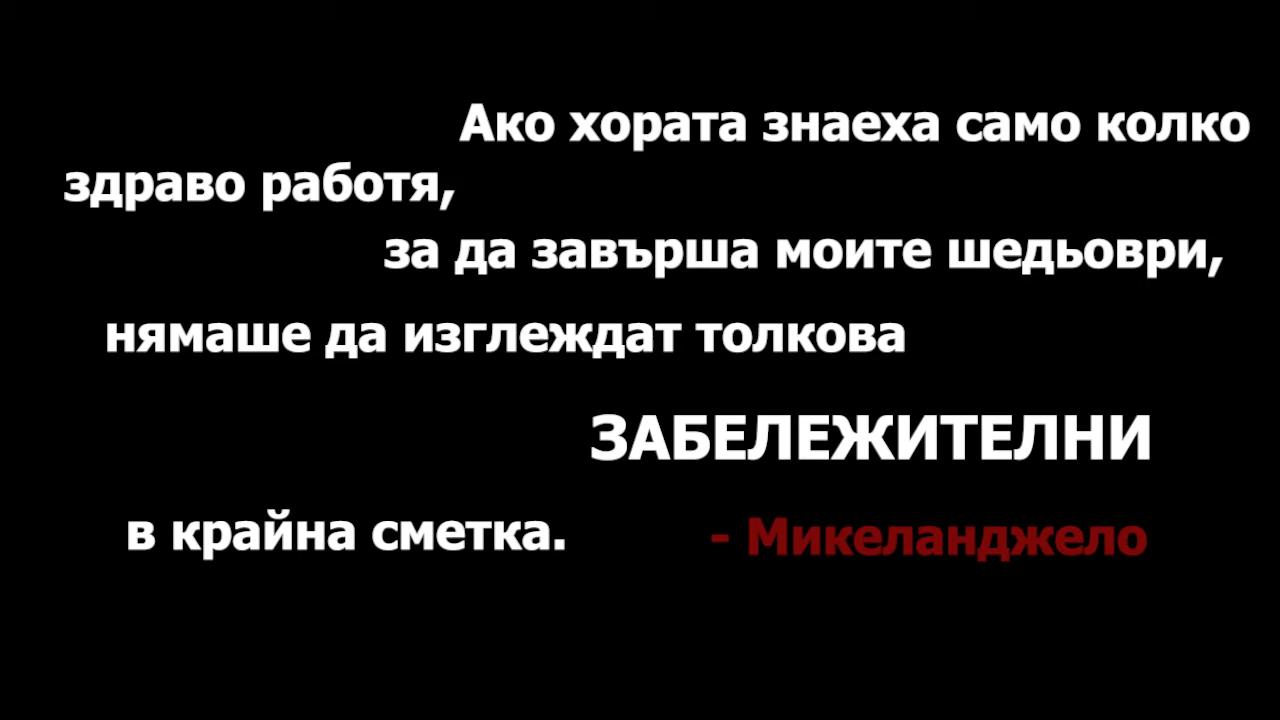 Ако хората знаеха само колко
здраво работя,
за да завърша моите шедьоври,
нямаше да изглеждат толкова
ЗАБЕЛЕЖИТЕЛНИ
в крайна сметка.
- Микеланджело